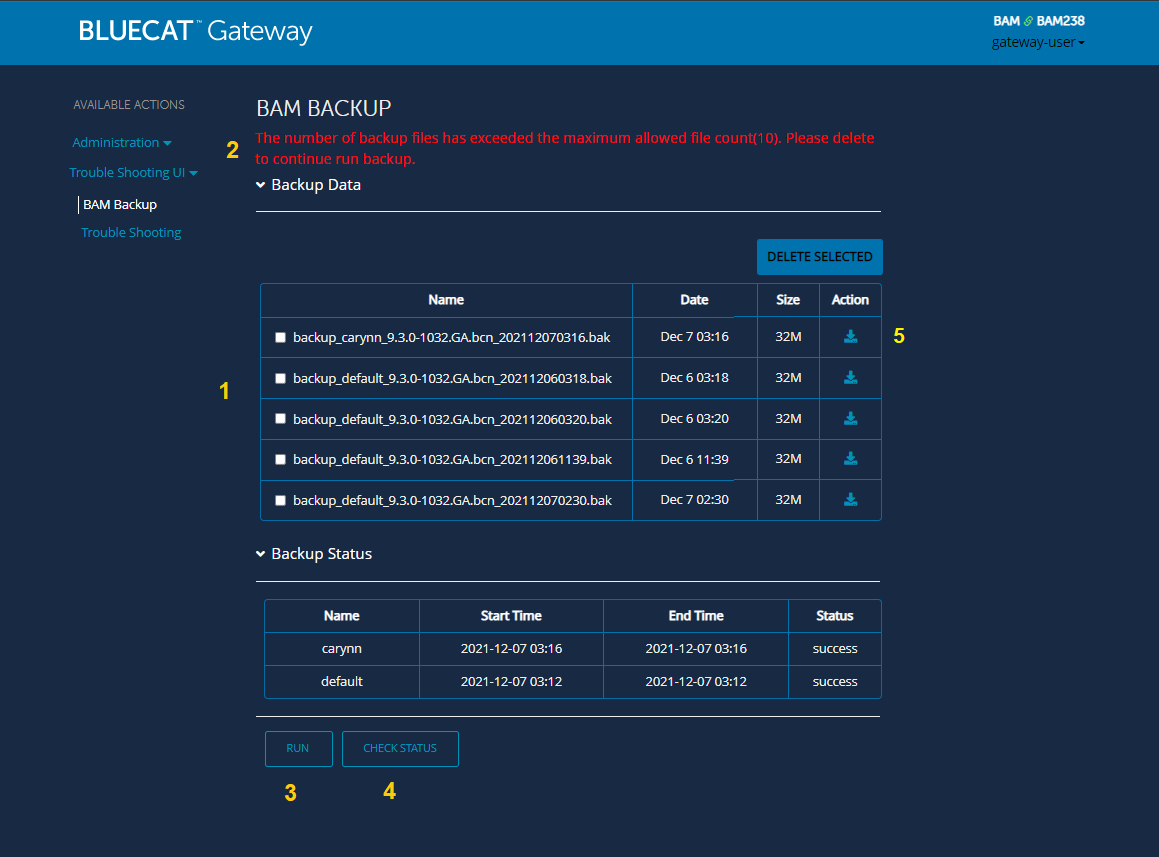 BLUECAT™ Gateway
BAM BAM238
gateway-user
AVAILABLE ACTIONS
Administration
Trouble Shooting UI
BAM Backup
Trouble Shooting
BAM BACKUP
2
The number of backup files has exceeded the maximum allowed file count(10). Please delete
to continue run backup.
Backup Data
DELETE SELECTED
Name Date Size Action
backup_carynn_9.3.0-1032.GA.bcn_202112070316.bak Dec 7 03:16 32M
5
1
backup_default_9.3.0-1032.GA.bcn_202112060318.bak Dec 6 03:18 32M
backup_default_9.3.0-1032.GA.bcn_202112060320.bak Dec 6 03:20 32M
backup_default_9.3.0-1032.GA.bcn_202112061139.bak Dec 6 11:39 32M
backup_default_9.3.0-1032.GA.bcn_202112070230.bak Dec 7 02:30 32M
Backup Status
Name Start Time End Time Status
carynn 2021-12-07 03:16 2021-12-07 03:16 success
default 2021-12-07 03:12 2021-12-07 03:12 success
RUN CHECK STATUS
3 4